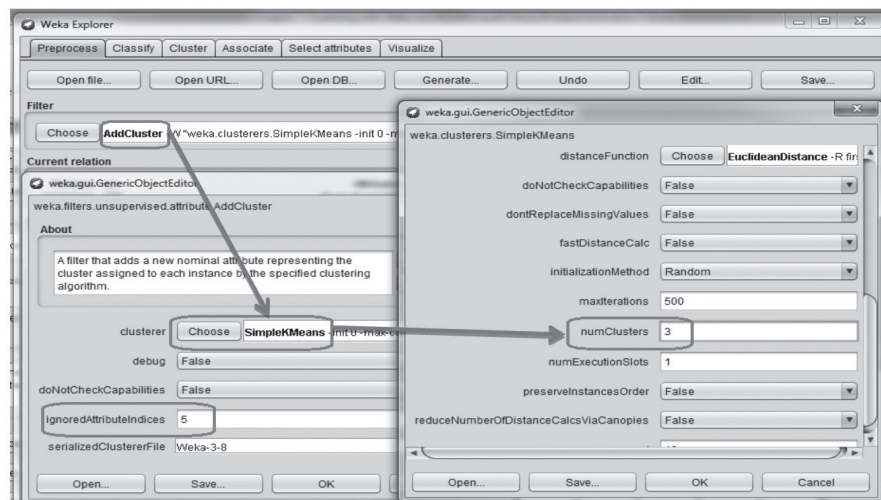 Weka Explorer
Preprocess Classify Cluster Associate Select attributes Visualize
Open file... Open URL... Open DB... Generate... Undo Edit... Save...
Filter
Choose AddCluster -W "weka.clusterers.SimpleKMeans -init 0 -m
Current relation
weka.gui.GenericObjectEditor
weka.filters.unsupervised.attribute.AddCluster
About
A filter that adds a new nominal attribute representing the
cluster assigned to each instance by the specified clustering
algorithm.
clusterer Choose SimpleKMeans -init 0 -max-ca
debug False
doNotCheckCapabilities False
ignoredAttributeIndices 5
serializedClustererFile Weka-3-8
Open... Save... OK
weka.gui.GenericObjectEditor
weka.clusterers.SimpleKMeans
distanceFunction Choose EuclideanDistance -R firs
doNotCheckCapabilities False
dontReplaceMissingValues False
fastDistanceCalc False
initializationMethod Random
maxIterations 500
numClusters 3
numExecutionSlots 1
preserveInstancesOrder False
reduceNumberOfDistanceCalcsViaCanopies False
Open... Save... OK Cancel